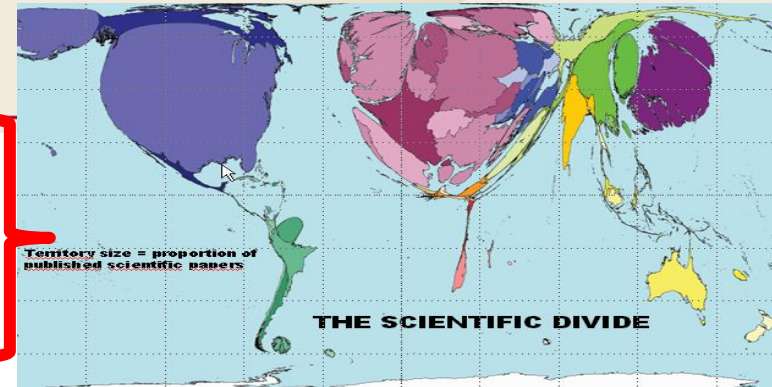 Territory size = proportion of
published scientific papers
THE SCIENTIFIC DIVIDE